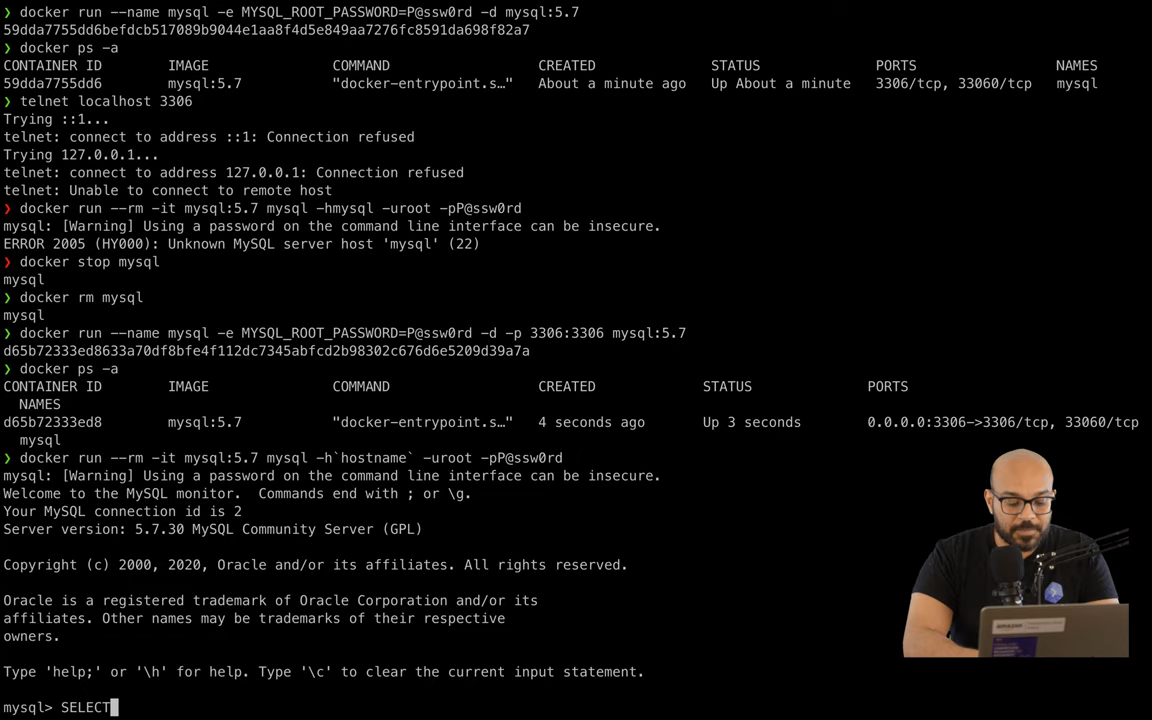 ❯ docker run --name mysql -e MYSQL_ROOT_PASSWORD=P@ssw0rd -d mysql:5.7
59dda7755dd6befdcb517089b9044e1aa8f4d5e849aa7276fc8591da698f82a7
❯ docker ps -a
CONTAINER ID IMAGE COMMAND CREATED STATUS PORTS NAMES
59dda7755dd6 mysql:5.7 "docker-entrypoint.s…" About a minute ago Up About a minute 3306/tcp, 33060/tcp mysql
❯ telnet localhost 3306
Trying ::1...
telnet: connect to address ::1: Connection refused
Trying 127.0.0.1...
telnet: connect to address 127.0.0.1: Connection refused
telnet: Unable to connect to remote host
❯ docker run --rm -it mysql:5.7 mysql -hmysql -uroot -pP@ssw0rd
mysql: [Warning] Using a password on the command line interface can be insecure.
ERROR 2005 (HY000): Unknown MySQL server host 'mysql' (22)
❯ docker stop mysql
mysql
❯ docker rm mysql
mysql
❯ docker run --name mysql -e MYSQL_ROOT_PASSWORD=P@ssw0rd -d -p 3306:3306 mysql:5.7
d65b72333ed8633a70df8bfe4f112dc7345abfcd2b98302c676d6e5209d39a7a
❯ docker ps -a
CONTAINER ID IMAGE COMMAND CREATED STATUS PORTS
NAMES
d65b72333ed8 mysql:5.7 "docker-entrypoint.s…" 4 seconds ago Up 3 seconds 0.0.0.0:3306->3306/tcp, 33060/tcp
mysql
❯ docker run --rm -it mysql:5.7 mysql -h`hostname` -uroot -pP@ssw0rd
mysql: [Warning] Using a password on the command line interface can be insecure.
Welcome to the MySQL monitor.  Commands end with ; or \g.
Your MySQL connection id is 2
Server version: 5.7.30 MySQL Community Server (GPL)
Copyright (c) 2000, 2020, Oracle and/or its affiliates. All rights reserved.
Oracle is a registered trademark of Oracle Corporation and/or its
affiliates. Other names may be trademarks of their respective
owners.
Type 'help;' or '\h' for help. Type '\c' to clear the current input statement.
mysql> SELECT
amazon